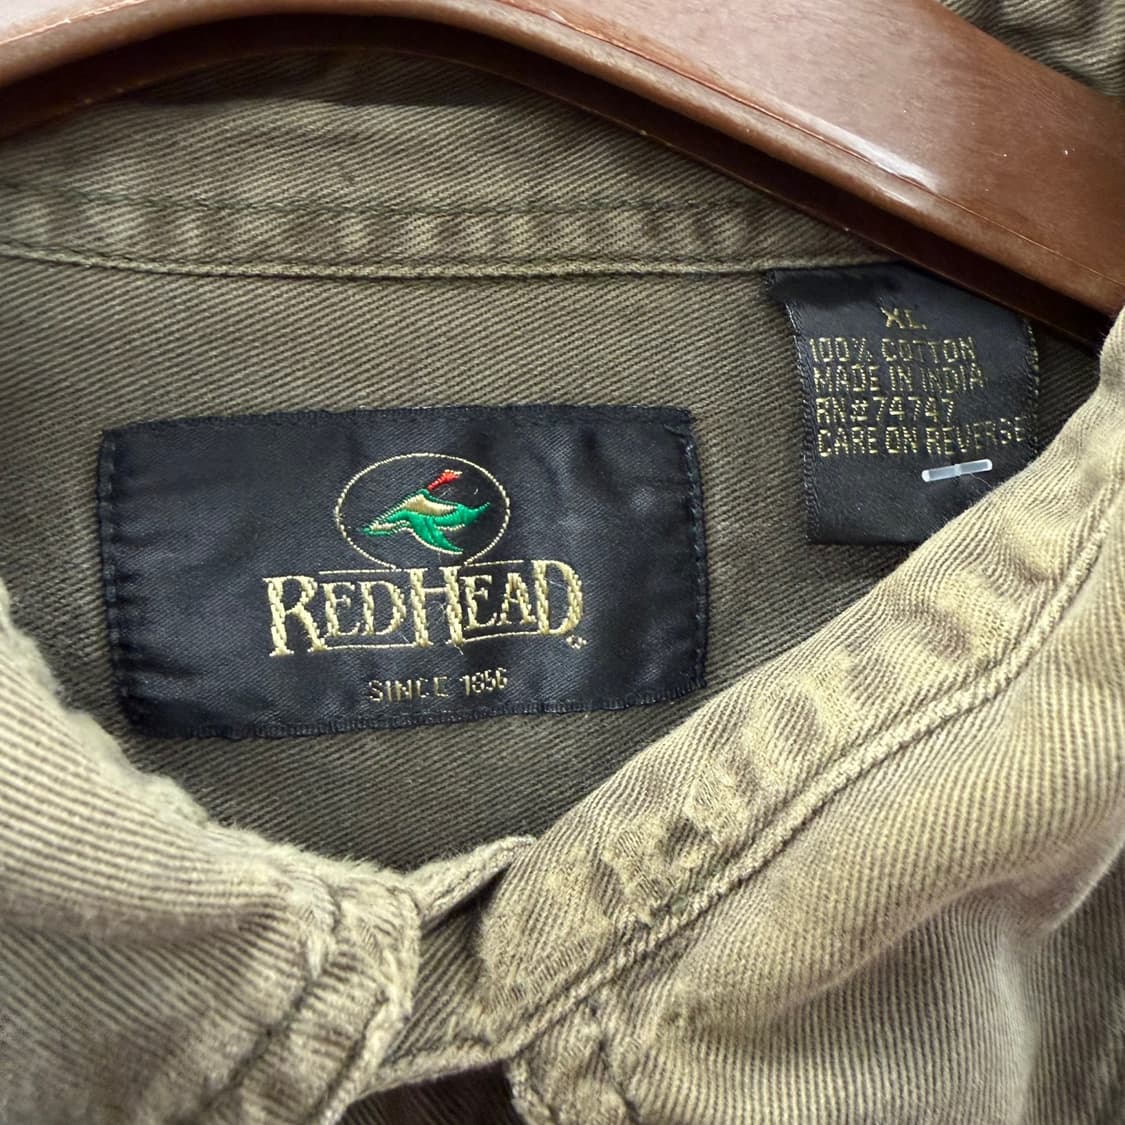 REDHEAD
SINCE 1856
XL
100% COTTON
MADE IN INDIA
RN#74747
CARE ON REVERSE